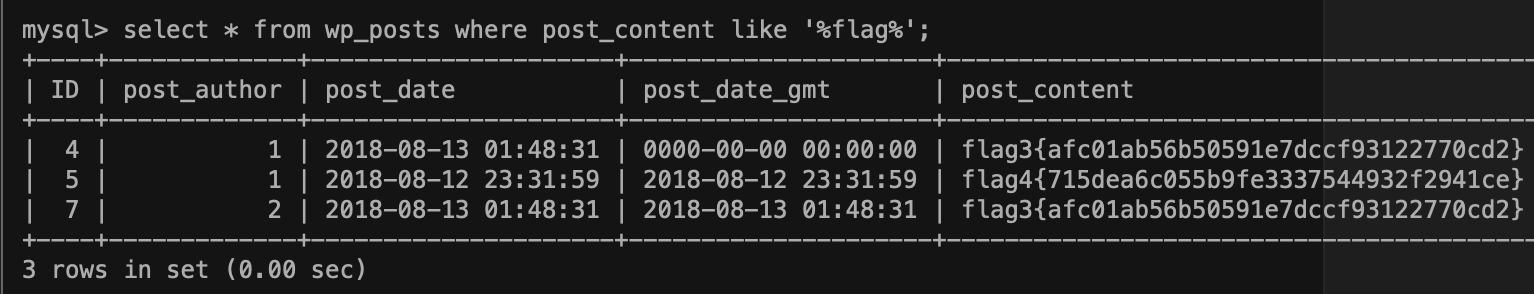 mysql> select * from wp_posts where post_content like '%flag%';
+----+-------------+---------------------+---------------------+--------------------------------------
| ID | post_author | post_date           | post_date_gmt       | post_content
+----+-------------+---------------------+---------------------+--------------------------------------
|  4 |           1 | 2018-08-13 01:48:31 | 0000-00-00 00:00:00 | flag3{afc01ab56b50591e7dccf93122770cd2}
|  5 |           1 | 2018-08-12 23:31:59 | 2018-08-12 23:31:59 | flag4{715dea6c055b9fe3337544932f2941ce}
|  7 |           2 | 2018-08-13 01:48:31 | 2018-08-13 01:48:31 | flag3{afc01ab56b50591e7dccf93122770cd2}
+----+-------------+---------------------+---------------------+--------------------------------------
3 rows in set (0.00 sec)